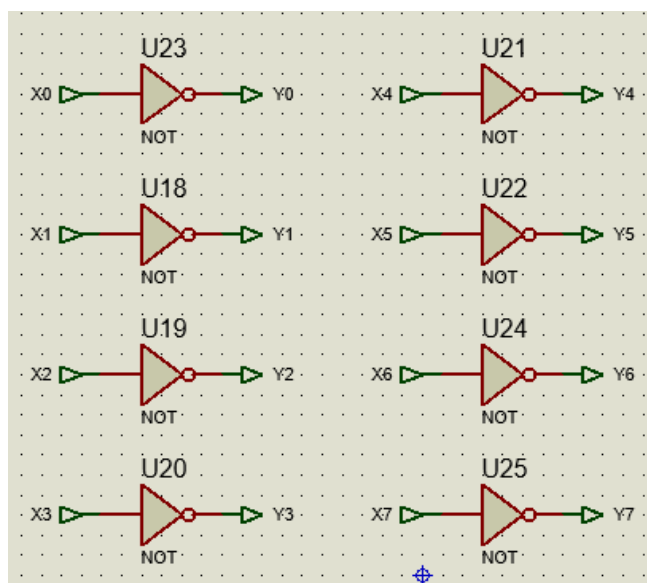 U23
X0 Y0
NOT
U18
X1 Y1
NOT
U19
X2 Y2
NOT
U20
X3 Y3
NOT
U21
X4 Y4
NOT
U22
X5 Y5
NOT
U24
X6 Y6
NOT
U25
X7 Y7
NOT